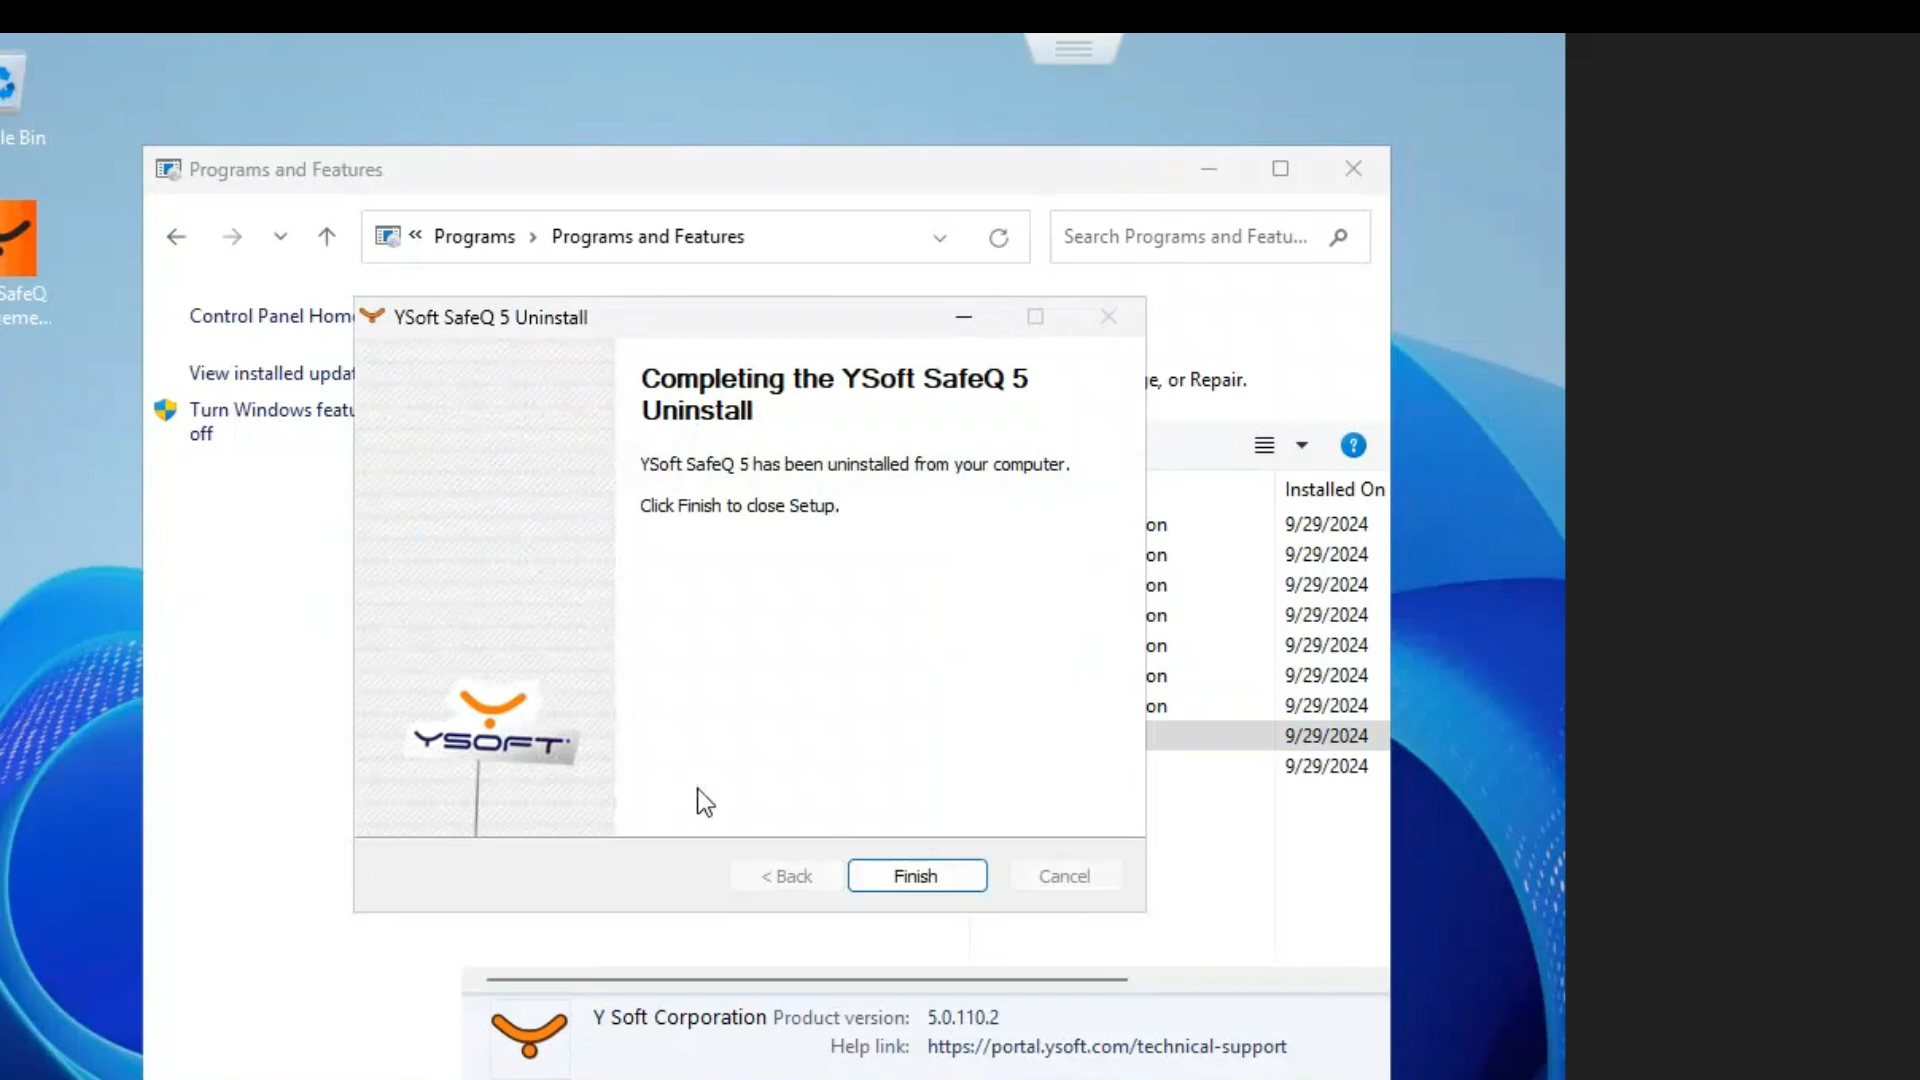 le Bin
SafeQ
eme...
Programs and Features
« Programs > Programs and Features
Search Programs and Featu...
Control Panel Hom
View installed updat
Turn Windows featu
off
YSoft SafeQ 5 Uninstall
Completing the YSoft SafeQ 5
Uninstall
YSoft SafeQ 5 has been uninstalled from your computer.
Click Finish to close Setup.
YSOFT
< Back
Finish
Cancel
e, or Repair.
?
Installed On
on 9/29/2024
on 9/29/2024
on 9/29/2024
on 9/29/2024
on 9/29/2024
on 9/29/2024
on 9/29/2024
9/29/2024
9/29/2024
Y Soft Corporation Product version: 5.0.110.2
Help link: https://portal.ysoft.com/technical-support